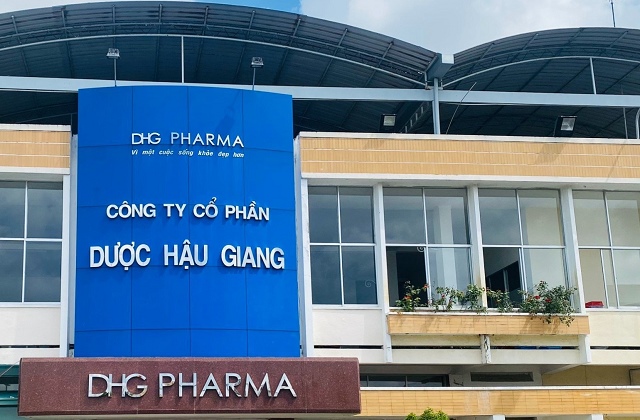 DHG PHARMA
Vì một cuộc sống khỏe đẹp hơn
CÔNG TY CỔ PHẦN
DƯỢC HẬU GIANG
DHG PHARMA